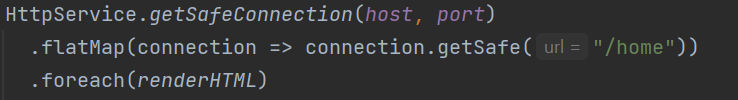 HttpService.getSafeConnection(host, port)
.flatMap(connection => connection.getSafe( url = "/home"))
.foreach(renderHTML)